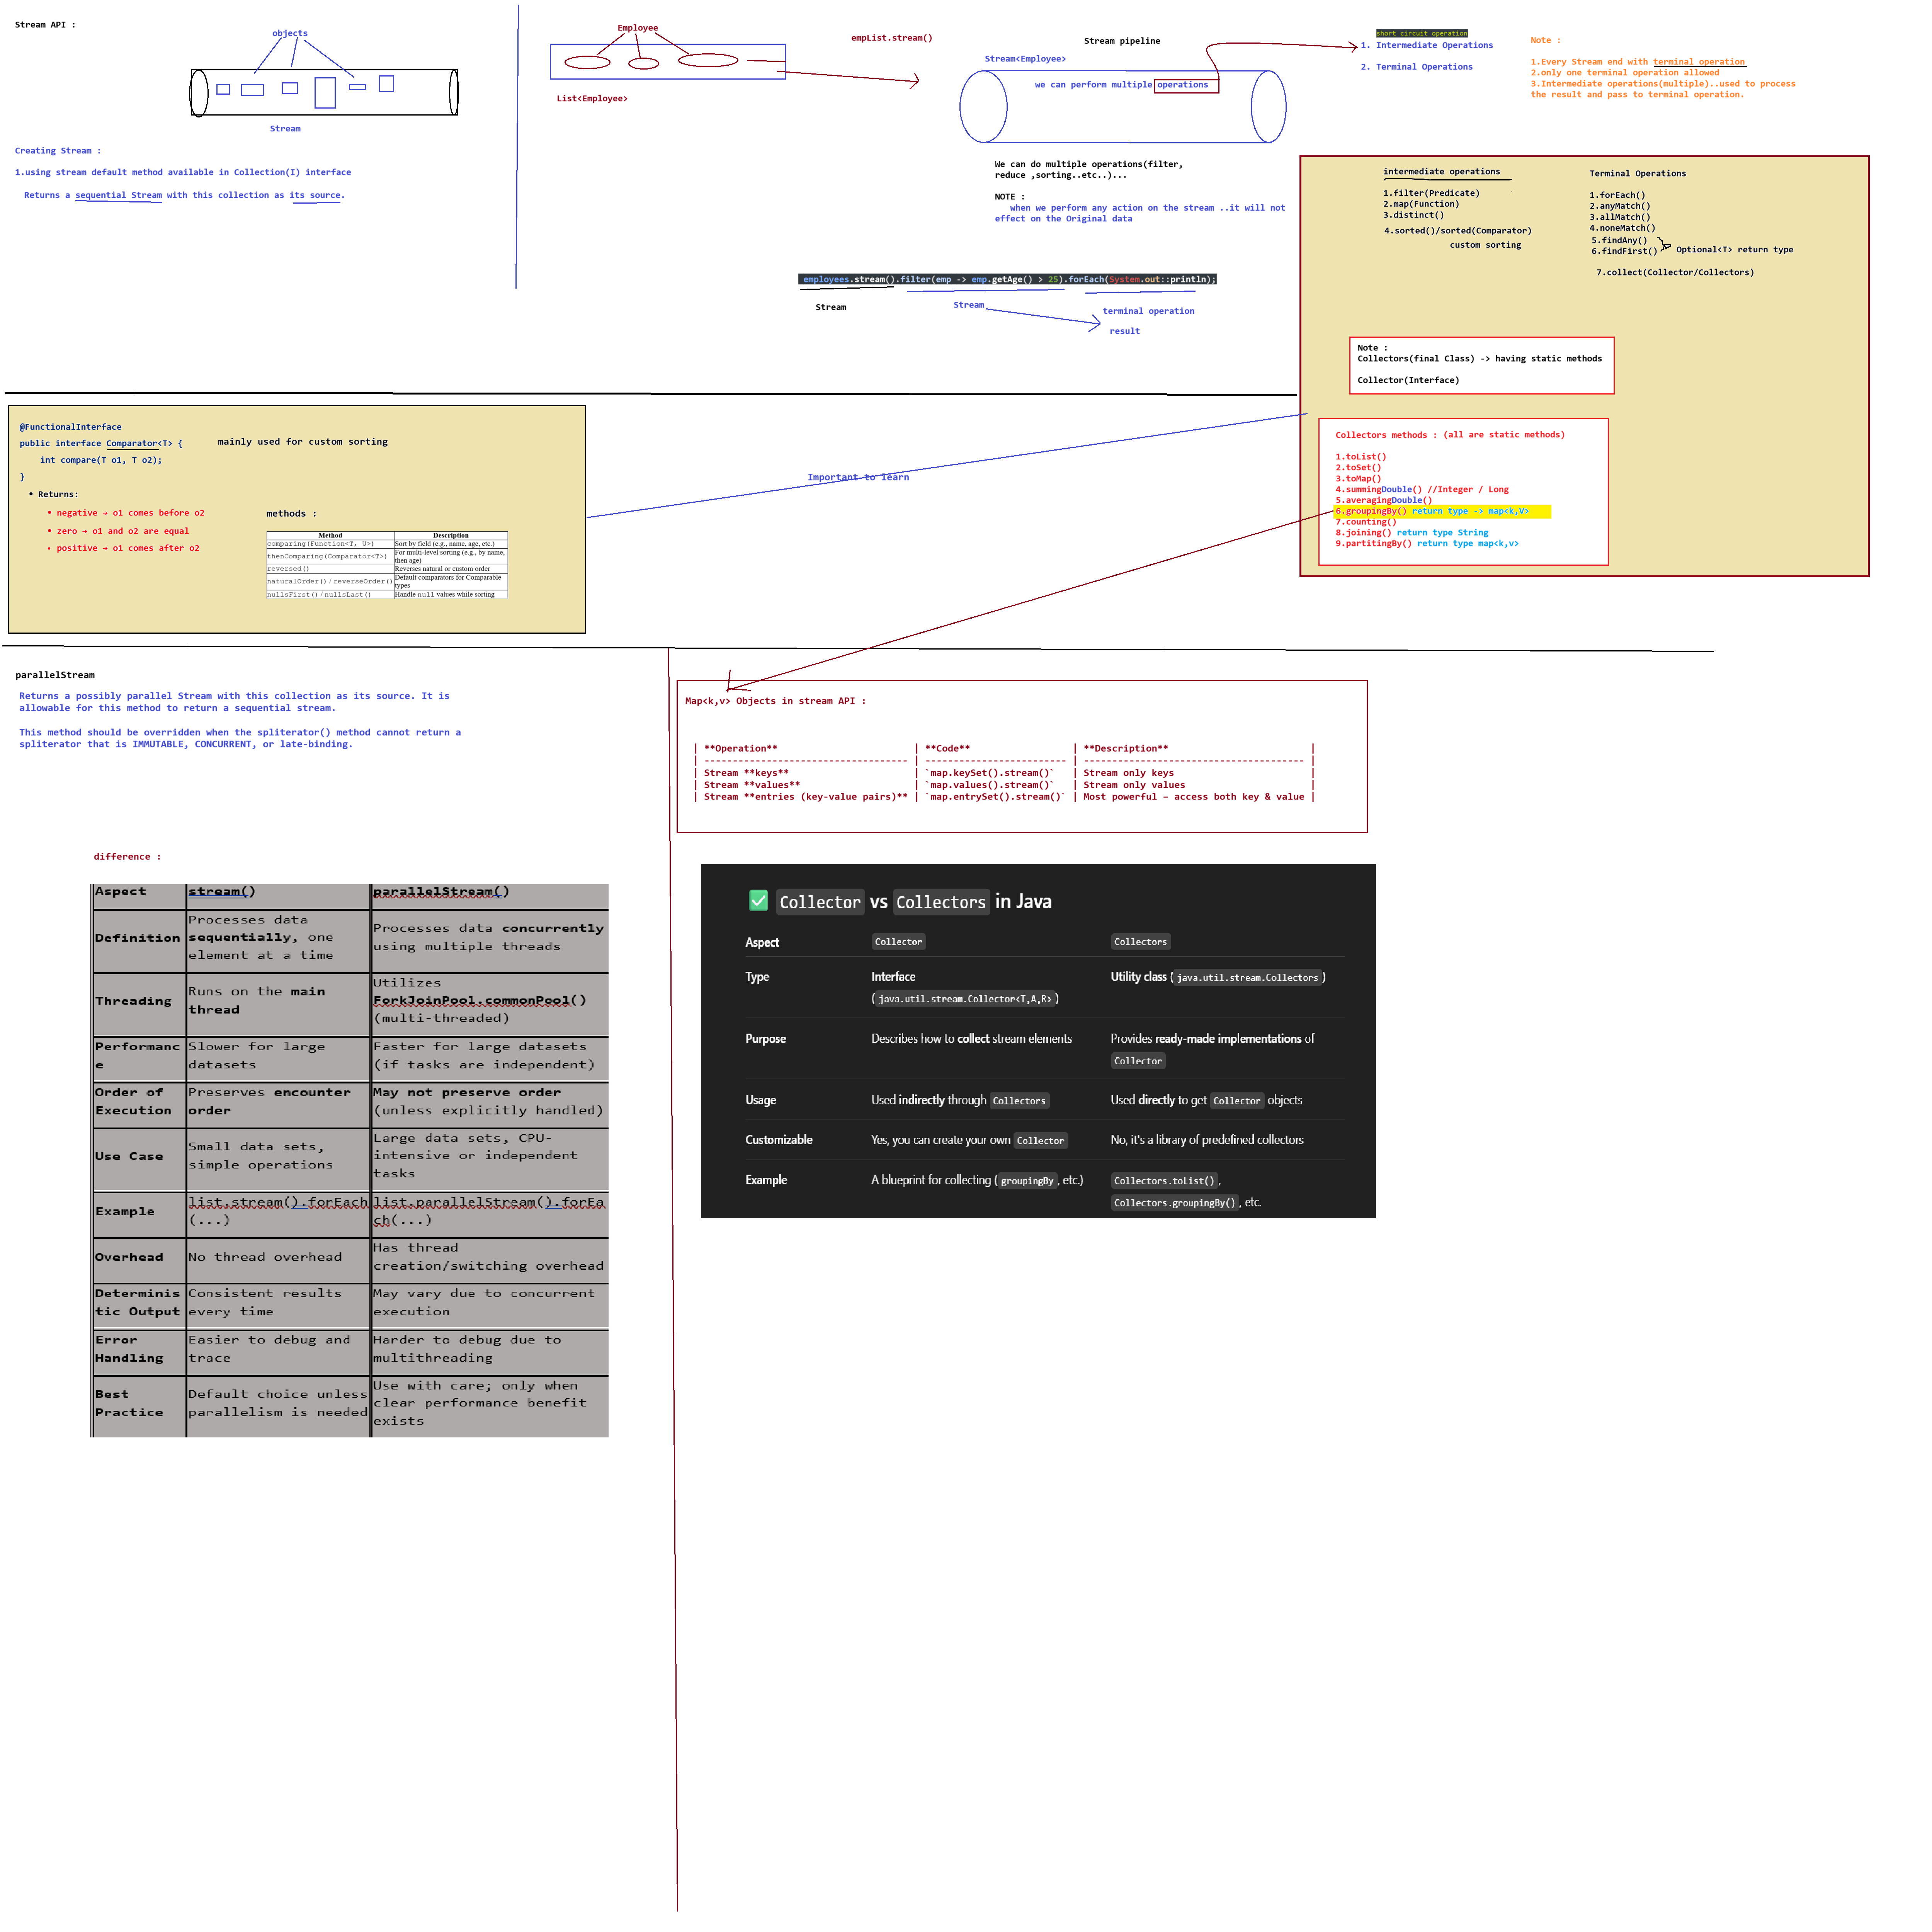 Stream API :
objects
Stream
Creating Stream :
1.using stream default method available in Collection(I) interface
Returns a sequential Stream with this collection as its source.
Employee
List<Employee>
empList.stream()
Stream pipeline
Stream<Employee>
we can perform multiple operations
We can do multiple operations(filter,
reduce ,sorting..etc..)...
NOTE :
when we perform any action on the stream ..it will not
effect on the Original data
short circuit operation
1. Intermediate Operations
2. Terminal Operations
Note :
1.Every Stream end with terminal operation
2.only one terminal operation allowed
3.Intermediate operations(multiple)..used to process
the result and pass to terminal operation.
employees.stream().filter(emp -> emp.getAge() > 25).forEach(System.out::println);
Stream
Stream
terminal operation
result
intermediate operations
1.filter(Predicate)
2.map(Function)
3.distinct()
4.sorted()/sorted(Comparator)
custom sorting
Terminal Operations
1.forEach()
2.anyMatch()
3.allMatch()
4.noneMatch()
5.findAny()
6.findFirst()
Optional<T> return type
7.collect(Collector/Collectors)
Note :
Collectors(final Class) -> having static methods
Collector(Interface)
Collectors methods : (all are static methods)
1.toList()
2.toSet()
3.toMap()
4.summingDouble() //Integer / Long
5.averagingDouble()
6.groupingBy() return type -> map<k,V>
7.counting()
8.joining() return type String
9.partitingBy() return type map<k,v>
@FunctionalInterface
public interface Comparator<T> {
int compare(T o1, T o2);
}
mainly used for custom sorting
• Returns:
• negative → o1 comes before o2
• zero → o1 and o2 are equal
• positive → o1 comes after o2
methods :
Method Description
comparing(Function<T, U>) Sort by field (e.g., name, age, etc.)
thenComparing(Comparator<T>) For multi-level sorting (e.g., by name,
then age)
reversed() Reverses natural or custom order
naturalOrder() / reverseOrder() Default comparators for Comparable
types
nullsFirst() / nullsLast() Handle null values while sorting
Important to learn
parallelStream
Returns a possibly parallel Stream with this collection as its source. It is
allowable for this method to return a sequential stream.
This method should be overridden when the spliterator() method cannot return a
spliterator that is IMMUTABLE, CONCURRENT, or late-binding.
Map<k,v> Objects in stream API :
| **Operation** | **Code** | **Description** |
| ---------------------------------- | ------------------------ | ------------------------------------- |
| Stream **keys** | `map.keySet().stream()` | Stream only keys |
| Stream **values** | `map.values().stream()` | Stream only values |
| Stream **entries (key-value pairs)** | `map.entrySet().stream()` | Most powerful – access both key & value |
difference :
Aspect stream() parallelStream()
Definition Processes data
sequentially, one
element at a time
Processes data concurrently
using multiple threads
Threading Runs on the main
thread
Utilizes
ForkJoinPool.commonPool()
(multi-threaded)
Performanc
e
Slower for large
datasets
Faster for large datasets
(if tasks are independent)
Order of
Execution
Preserves encounter
order
May not preserve order
(unless explicitly handled)
Use Case Small data sets,
simple operations
Large data sets, CPU-
intensive or independent
tasks
Example list.stream().forEach
(...)
list.parallelStream().forEa
ch(...)
Overhead No thread overhead Has thread
creation/switching overhead
Determinis
tic Output
Consistent results
every time
May vary due to concurrent
execution
Error
Handling
Easier to debug and
trace
Harder to debug due to
multithreading
Best
Practice
Default choice unless
parallelism is needed
Use with care; only when
clear performance benefit
exists
✅ Collector vs Collectors in Java
Aspect Collector Collectors
Type Interface
(java.util.stream.Collector<T,A,R>)
Utility class (java.util.stream.Collectors)
Purpose Describes how to collect stream elements
Provides ready-made implementations of
Collector
Usage Used indirectly through Collectors Used directly to get Collector objects
Customizable Yes, you can create your own Collector No, it's a library of predefined collectors
Example A blueprint for collecting (groupingBy, etc.)
Collectors.toList(),
Collectors.groupingBy(), etc.